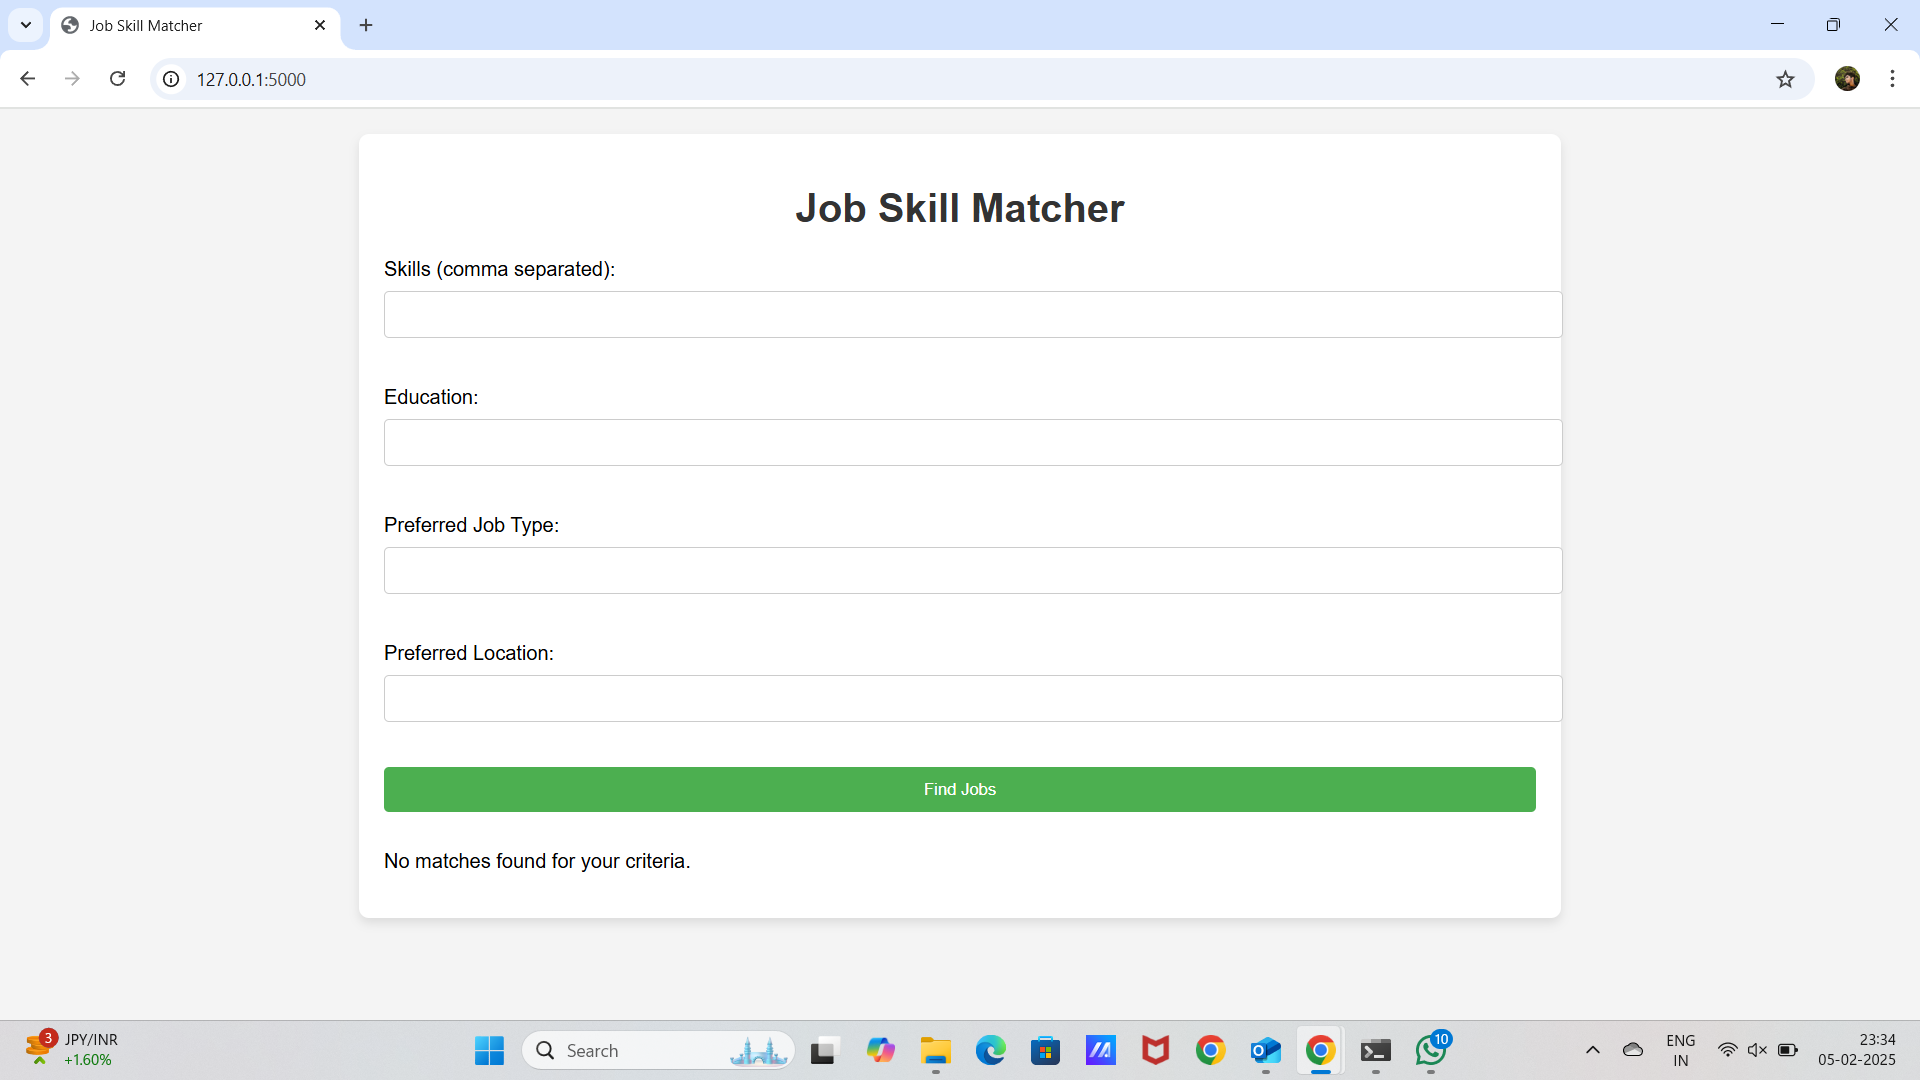 Job Skill Matcher
127.0.0.1:5000
Job Skill Matcher
Skills (comma separated):
Education:
Preferred Job Type:
Preferred Location:
Find Jobs
No matches found for your criteria.
3
JPY/INR
+1.60%
Search
10
ENG
IN
23:34
05-02-2025